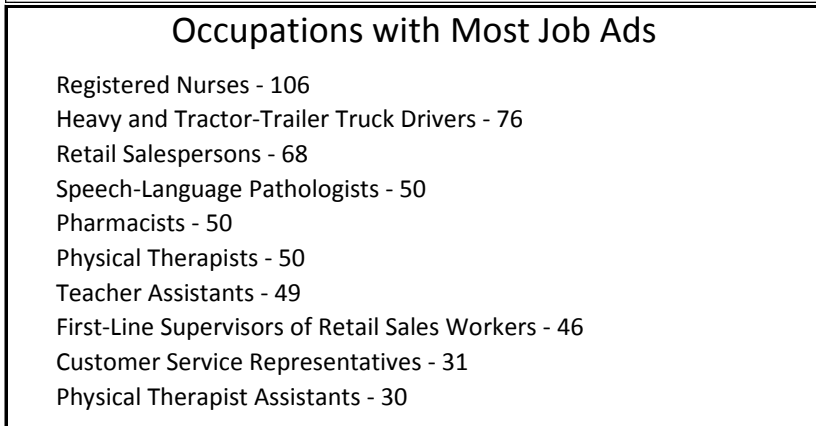 Occupations with Most Job Ads
Registered Nurses - 106
Heavy and Tractor-Trailer Truck Drivers - 76
Retail Salespersons - 68
Speech-Language Pathologists - 50
Pharmacists - 50
Physical Therapists - 50
Teacher Assistants - 49
First-Line Supervisors of Retail Sales Workers - 46
Customer Service Representatives - 31
Physical Therapist Assistants - 30